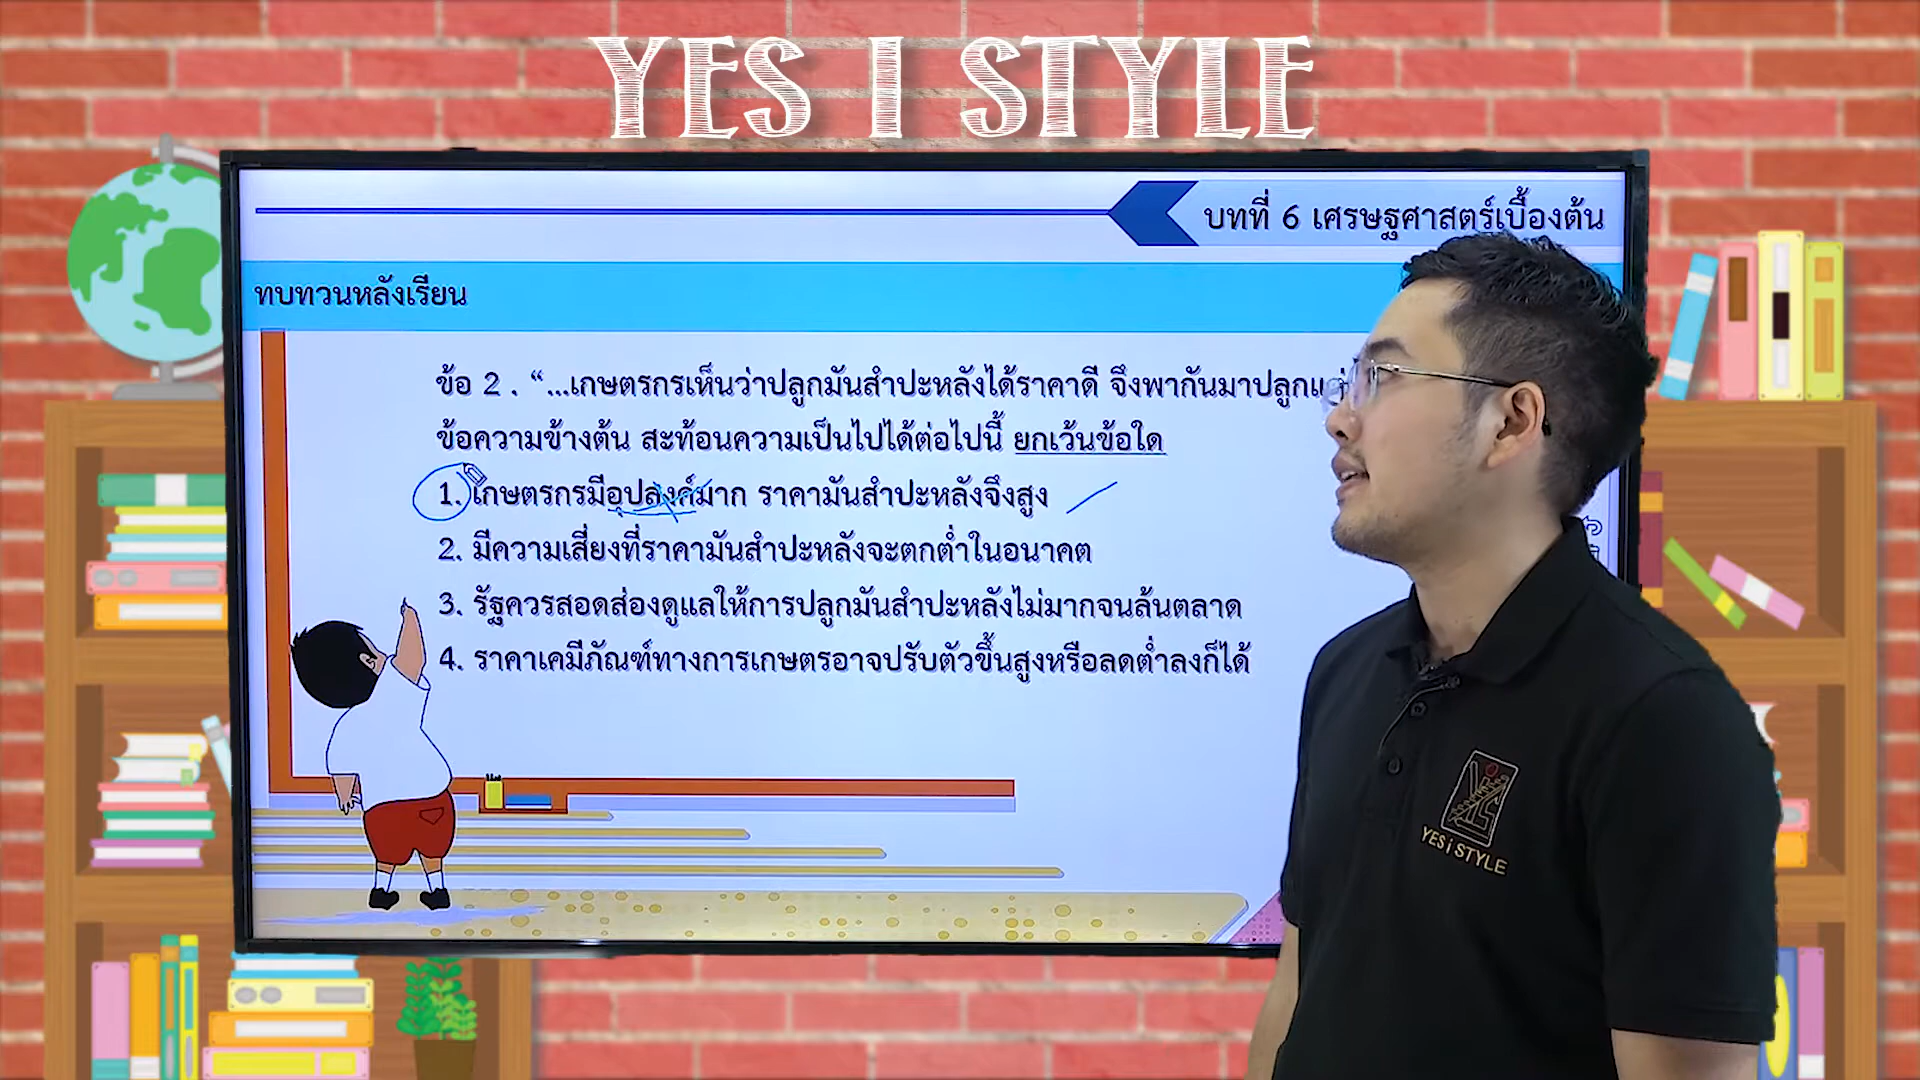 YES I STYLE
บทที่ 6 เศรษฐศาสตร์เบื้องต้น
ทบทวนหลังเรียน
ข้อ 2 . “...เกษตรกรเห็นว่าปลูกมันสำปะหลังได้ราคาดี จึงพากันมาปลูก
ข้อความข้างต้น สะท้อนความเป็นไปได้ต่อไปนี้ ยกเว้นข้อใด
1. เกษตรกรมีอุปสงค์มาก ราคามันสำปะหลังจึงสูง
2. มีความเสี่ยงที่ราคามันสำปะหลังจะตกต่ำในอนาคต
3. รัฐควรสอดส่องดูแลให้การปลูกมันสำปะหลังไม่มากจนล้นตลาด
4. ราคาเคมีภัณฑ์ทางการเกษตรอาจปรับตัวขึ้นสูงหรือลดต่ำลงก็ได้
YES i STYLE